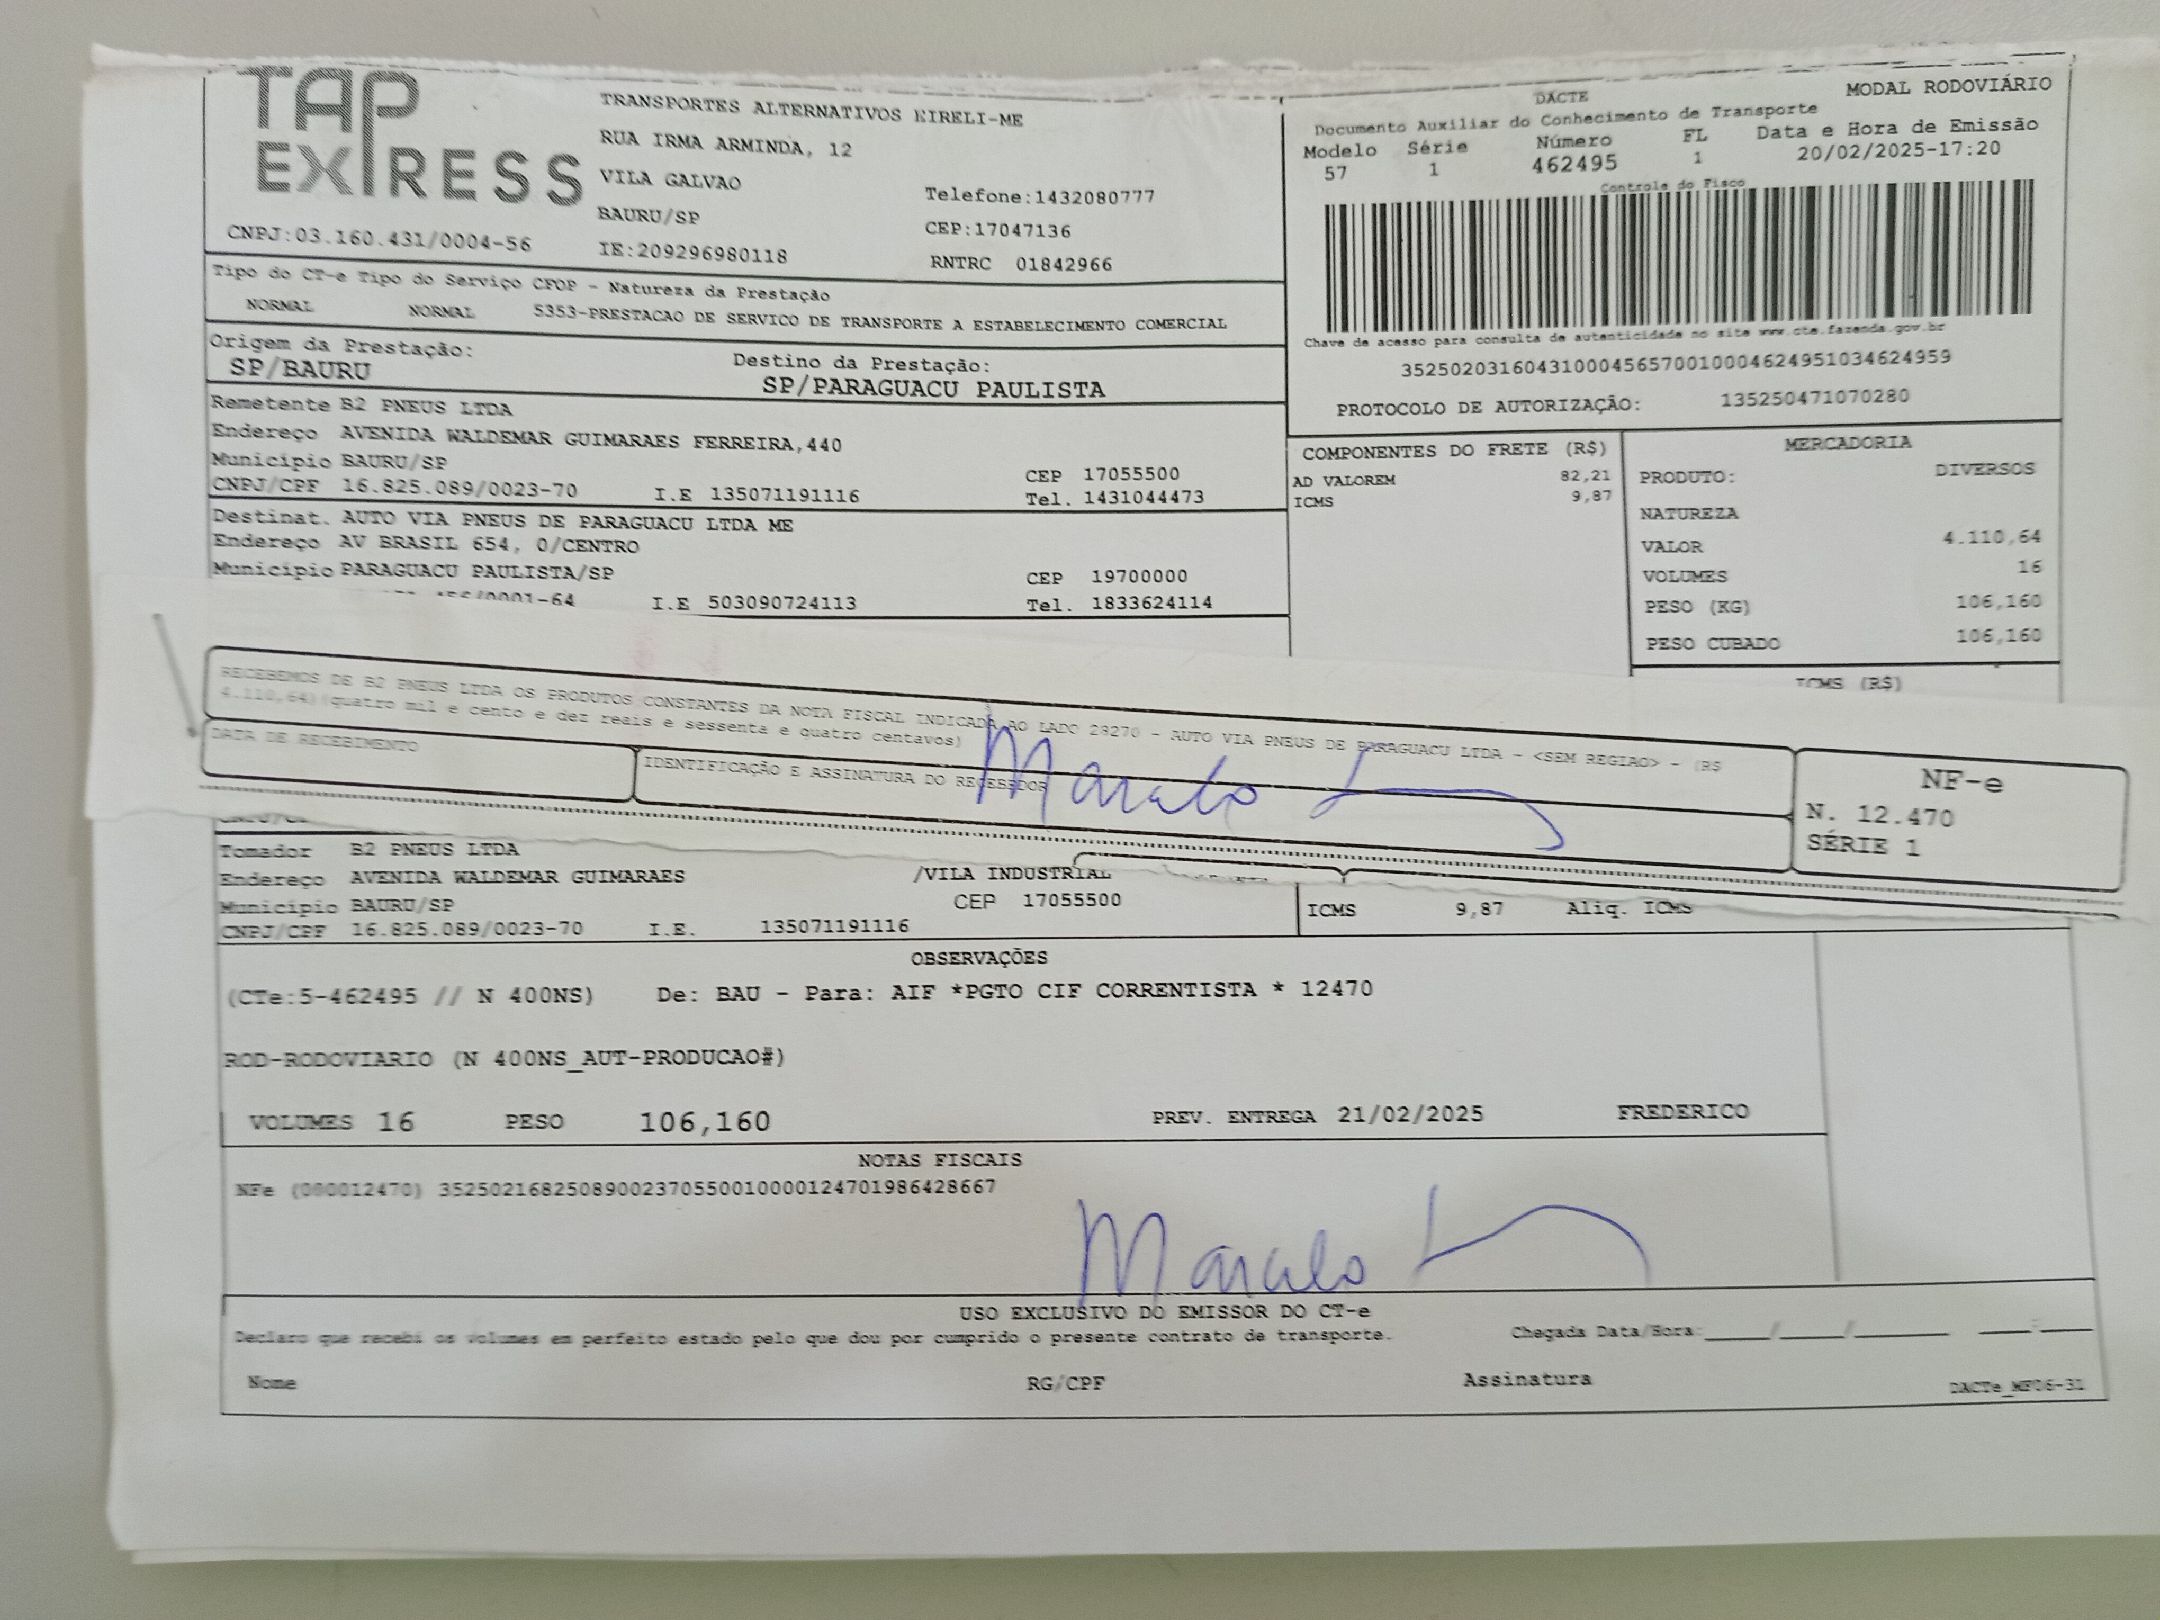 TAP
EXPRESS
TRANSPORTES ALTERNATIVOS EIRELI-ME
RUA IRMA ARMINDA, 12
VILA GALVAO
Telefone:1432080777
BAURU/SP
CEP:17047136
CNPJ:03.160.431/0004-56
IE:209296980118
RNTRC 01842966
DACTE
MODAL RODOVIÁRIO
Documento Auxiliar do Conhecimento de Transporte
Modelo Série Número FL Data e Hora de Emissão
57 1 462495 1 20/02/2025-17:20
Controle do Fisco
Chave de acesso para consulta de autenticidade no site www.cte.fazenda.gov.br
35250203160431000456570010004624951034624959
PROTOCOLO DE AUTORIZAÇÃO: 135250471070280
Tipo do CT-e Tipo do Serviço CFOP - Natureza da Prestação
NORMAL NORMAL 5353-PRESTACAO DE SERVICO DE TRANSPORTE A ESTABELECIMENTO COMERCIAL
Origem da Prestação: Destino da Prestação:
SP/BAURU SP/PARAGUACU PAULISTA
Remetente B2 PNEUS LTDA
Endereço AVENIDA WALDEMAR GUIMARAES FERREIRA,440
Município BAURU/SP CEP 17055500
CNPJ/CPF 16.825.089/0023-70 I.E 135071191116 Tel. 1431044473
Destinat. AUTO VIA PNEUS DE PARAGUACU LTDA ME
Endereço AV BRASIL 654, 0/CENTRO
Município PARAGUACU PAULISTA/SP CEP 19700000
/0001-64 I.E 503090724113 Tel. 1833624114
COMPONENTES DO FRETE (R$)
AD VALOREM 82,21
ICMS 9,87
MERCADORIA
PRODUTO: DIVERSOS
NATUREZA
VALOR 4.110,64
VOLUMES 16
PESO (KG) 106,160
PESO CUBADO 106,160
ICMS (R$)
RECEBEMOS DE B2 PNEUS LTDA OS PRODUTOS CONSTANTES DA NOTA FISCAL INDICADA AO LADO 28270 - AUTO VIA PNEUS DE PARAGUACU LTDA - <SEM REGIAO> - (R$
4.110,64)(quatro mil e cento e dez reais e sessenta e quatro centavos)
DATA DE RECEBIMENTO
IDENTIFICAÇÃO E ASSINATURA DO RECEBEDOR
NF-e
N. 12.470
SÉRIE 1
Tomador B2 PNEUS LTDA
Endereço AVENIDA WALDEMAR GUIMARAES /VILA INDUSTRIAL
Município BAURU/SP CEP 17055500
CNPJ/CPF 16.825.089/0023-70 I.E. 135071191116
ICMS 9,87 Aliq. ICMS
OBSERVAÇÕES
(CTe:5-462495 // N 400NS) De: BAU - Para: AIF *PGTO CIF CORRENTISTA * 12470
ROD-RODOVIARIO (N 400NS_AUT-PRODUCAO#)
VOLUMES 16 PESO 106,160 PREV. ENTREGA 21/02/2025 FREDERICO
NOTAS FISCAIS
NFe (000012470) 35250216825089002370550010000124701986428667
USO EXCLUSIVO DO EMISSOR DO CT-e
Declaro que recebi os volumes em perfeito estado pelo que dou por cumprido o presente contrato de transporte. Chegada Data/Hora:
Nome RG/CPF Assinatura